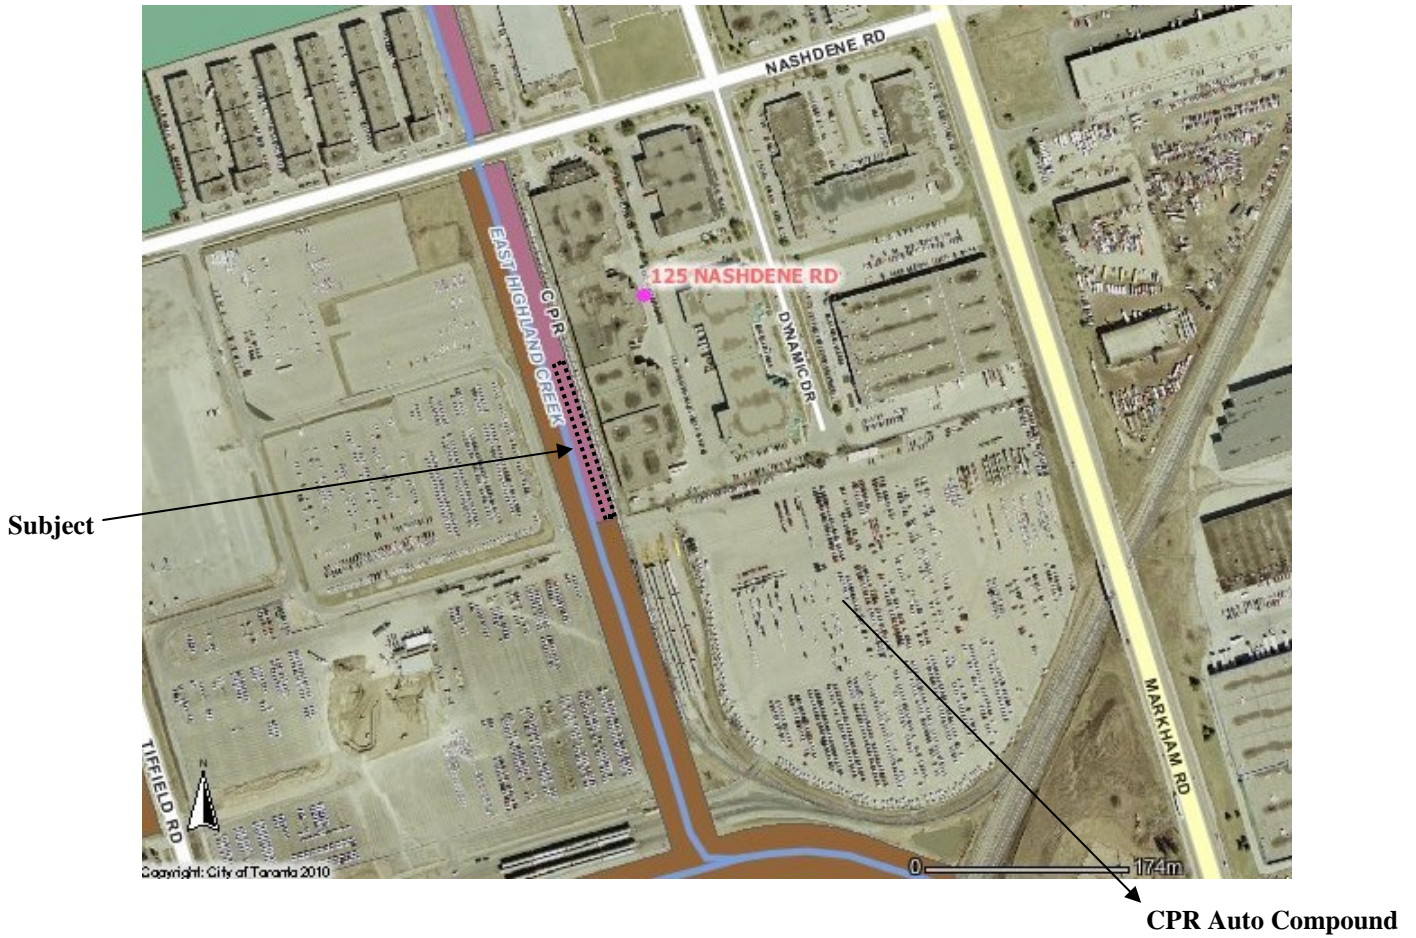 NASHDENE RD
EAST HIGHLAND CREEK
CPR
125 NASHDENE RD
DYNAMIC DR
Subject
MARKHAM RD
TIFFIELD RD
N
Copyright: City of Toronto 2010
0 174m
CPR Auto Compound